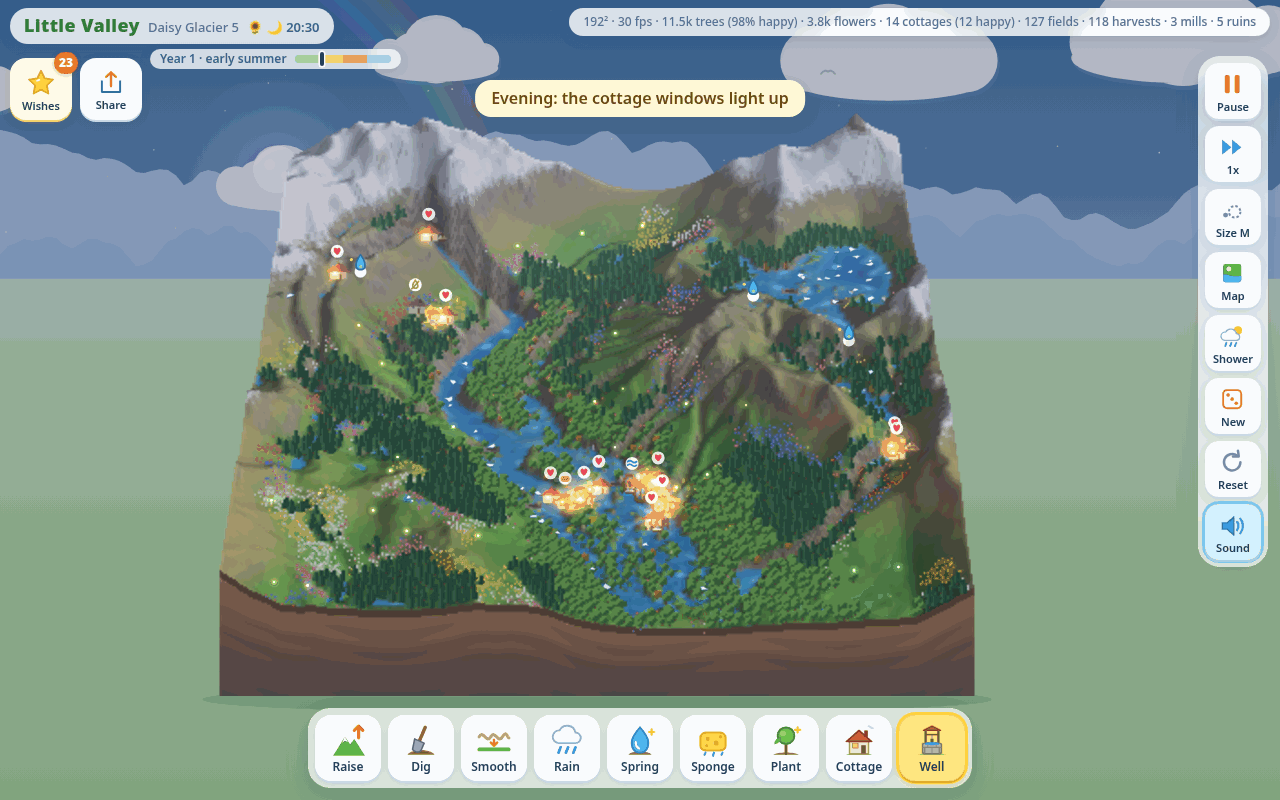 Little Valley Daisy Glacier 5 20:30
192² · 30 fps · 11.5k trees (98% happy) · 3.8k flowers · 14 cottages (12 happy) · 127 fields · 118 harvests · 3 mills · 5 ruins
Year 1 · early summer
23
Wishes
Share
Evening: the cottage windows light up
Pause
1x
Size M
Map
Shower
New
Reset
Sound
Raise
Dig
Smooth
Rain
Spring
Sponge
Plant
Cottage
Well